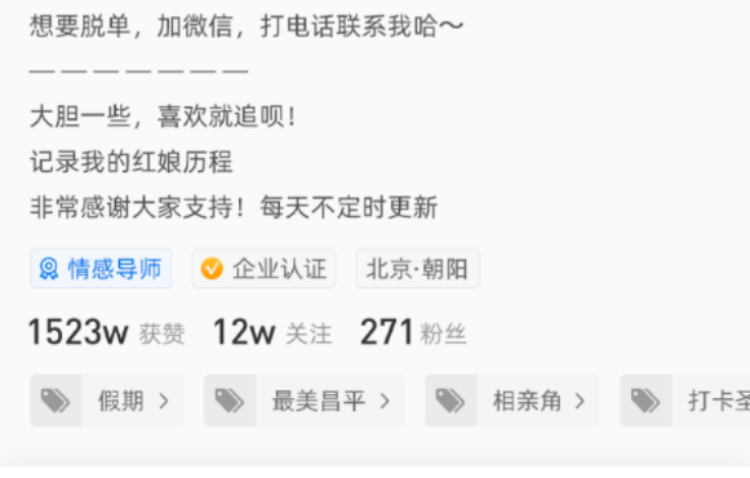 想要脱单，加微信，打电话联系我哈～
— — — — — — —
大胆一些，喜欢就追呗！
记录我的红娘历程
非常感谢大家支持！每天不定时更新
情感导师 企业认证 北京·朝阳
1523w 获赞 12w 关注 271 粉丝
假期 > 最美昌平 > 相亲角 > 打卡圣